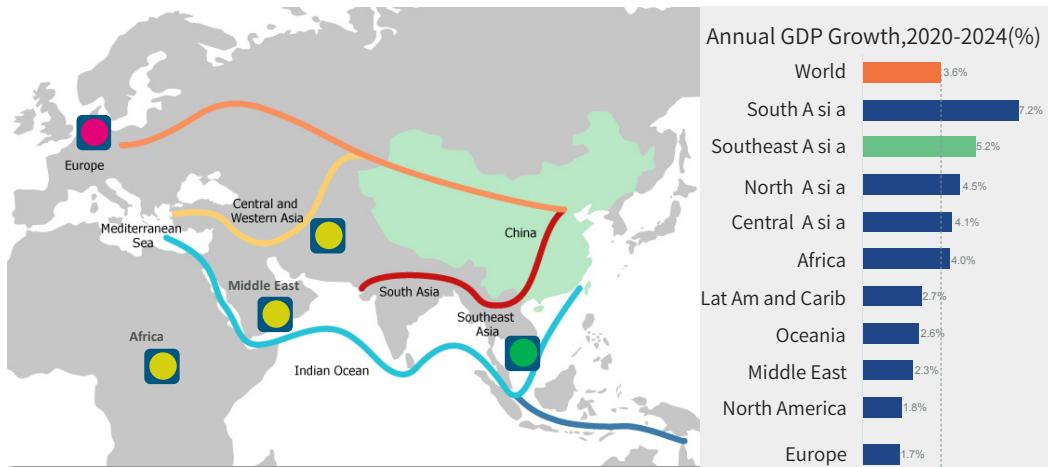 Europe
Central and
Western Asia
Mediterranean
Sea
China
Middle East
South Asia
Southeast
Asia
Africa
Indian Ocean
Annual GDP Growth,2020-2024(%)
World 3.6%
South A si a 7.2%
Southeast A si a 5.2%
North A si a 4.5%
Central A si a 4.1%
Africa 4.0%
Lat Am and Carib 2.7%
Oceania 2.6%
Middle East 2.3%
North America 1.8%
Europe 1.7%